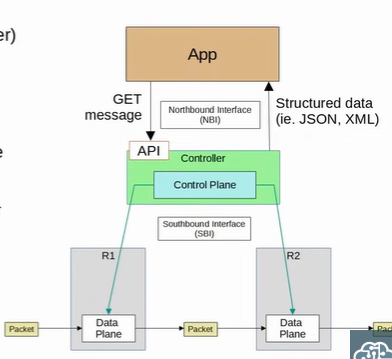 er)
App
GET
message
Northbound Interface
(NBI)
Structured data
(ie. JSON, XML)
API
Controller
Control Plane
Southbound Interface
(SBI)
R1
R2
Packet
Data
Plane
Packet
Data
Plane